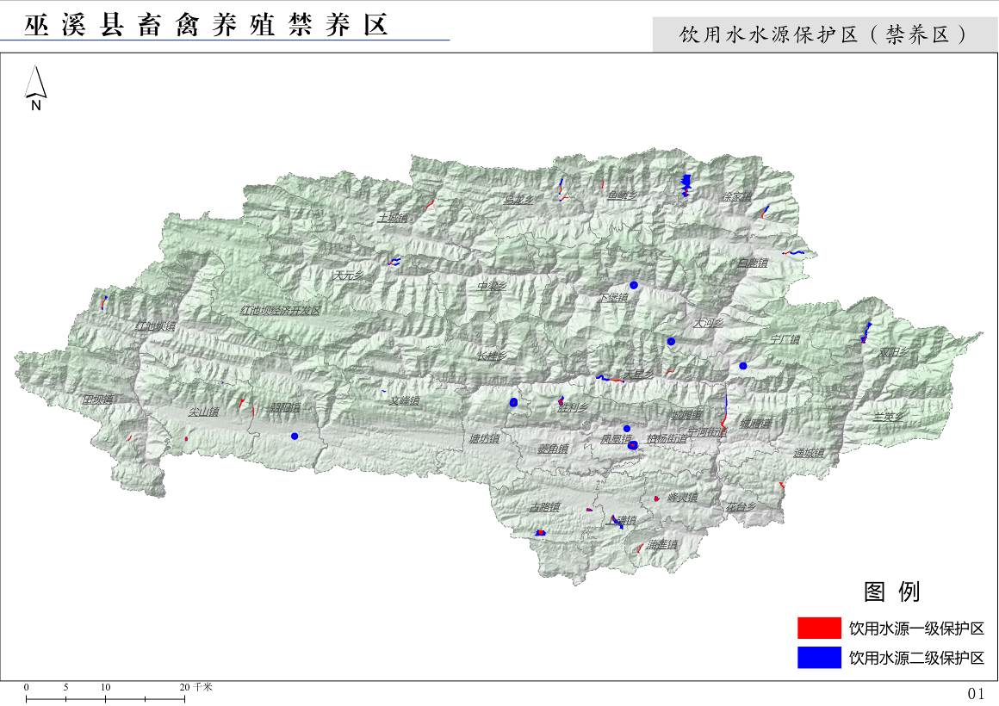 巫溪县畜禽养殖禁养区
饮用水水源保护区（禁养区）
N
乌龙乡
鱼鳞乡
徐家镇
土城镇
白鹿镇
天元乡
中梁乡
下堡镇
红池坝经济开发区
红池坝镇
大河乡
宁厂镇
双阳乡
长桂乡
天星乡
田坝镇
尖山镇
朝阳镇
文峰镇
胜利乡
城厢镇
城厢镇
兰英乡
塘坊镇
菱角镇
凤凰镇
柏杨街道
宁河街道
通城镇
古路镇
上磺镇
峰灵镇
花台乡
蒲莲镇
图例
饮用水源一级保护区
饮用水源二级保护区
0 5 10 20 千米
01